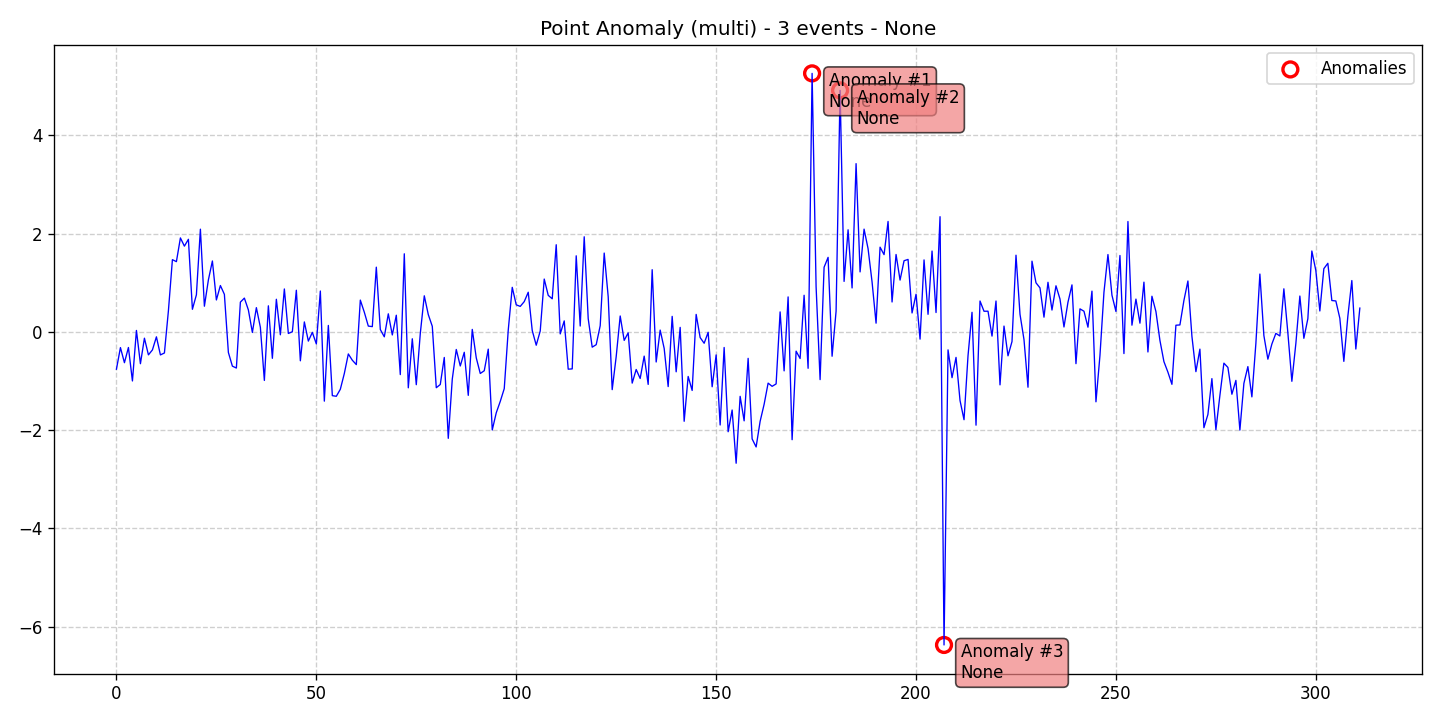 Point Anomaly (multi) - 3 events - None
Anomalies
Anomaly #1
None
Anomaly #2
None
Anomaly #3
None
4
2
0
−2
−4
−6
0 50 100 150 200 250 300